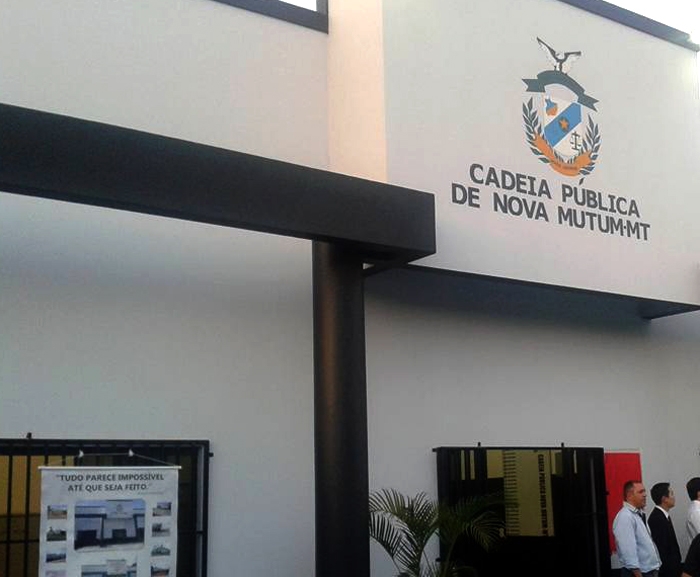 CADEIA PÚBLICA
DE NOVA MUTUM-MT
"TUDO PARECE IMPOSSÍVEL
ATÉ QUE SEJA FEITO."